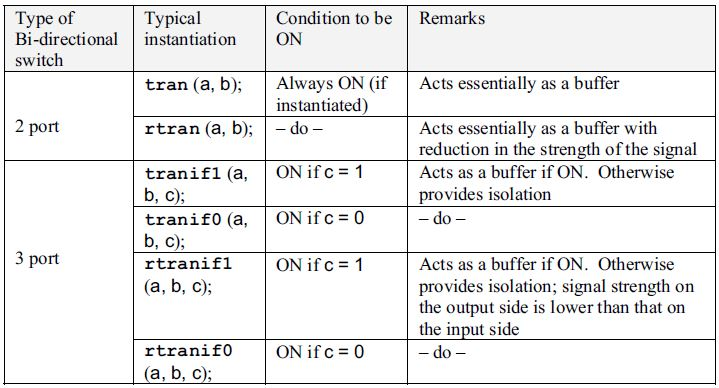 Type of
Bi-directional
switch
Typical
instantiation
Condition to be
ON
Remarks
2 port
tran (a, b);
Always ON (if
instantiated)
Acts essentially as a buffer
rtran (a, b);
– do –
Acts essentially as a buffer with
reduction in the strength of the signal
3 port
tranif1 (a,
b, c);
ON if c = 1
Acts as a buffer if ON. Otherwise
provides isolation
tranif0 (a,
b, c);
ON if c = 0
– do –
rtranif1
(a, b, c);
ON if c = 1
Acts as a buffer if ON. Otherwise
provides isolation; signal strength on
the output side is lower than that on
the input side
rtranif0
(a, b, c);
ON if c = 0
– do –